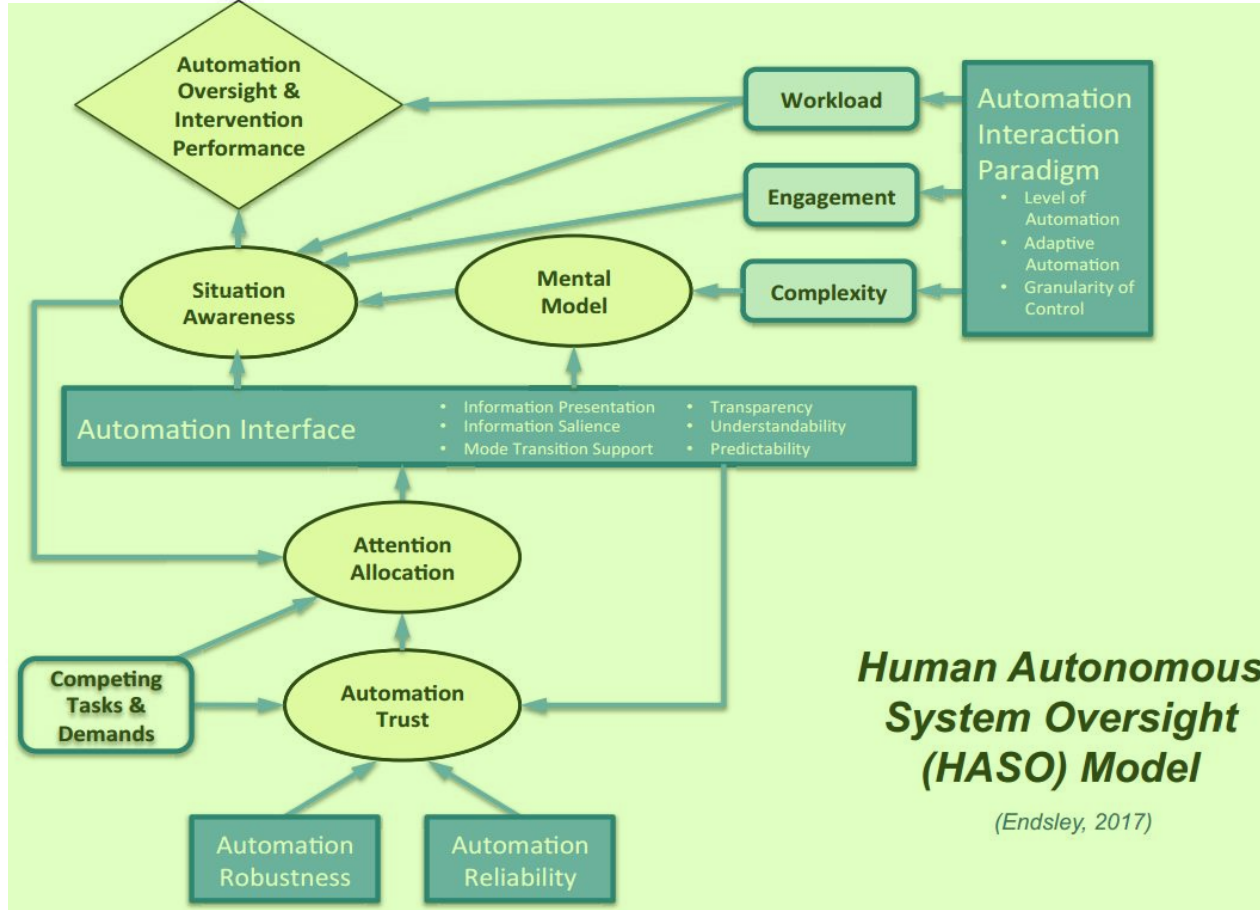 Automation
Oversight &
Intervention
Performance
Workload
Engagement
Complexity
Automation
Interaction
Paradigm
• Level of
Automation
• Adaptive
Automation
• Granularity of
Control
Situation
Awareness
Mental
Model
Automation Interface
• Information Presentation
• Information Salience
• Mode Transition Support
• Transparency
• Understandability
• Predictability
Attention
Allocation
Competing
Tasks &
Demands
Automation
Trust
Automation
Robustness
Automation
Reliability
Human Autonomous
System Oversight
(HASO) Model
(Endsley, 2017)